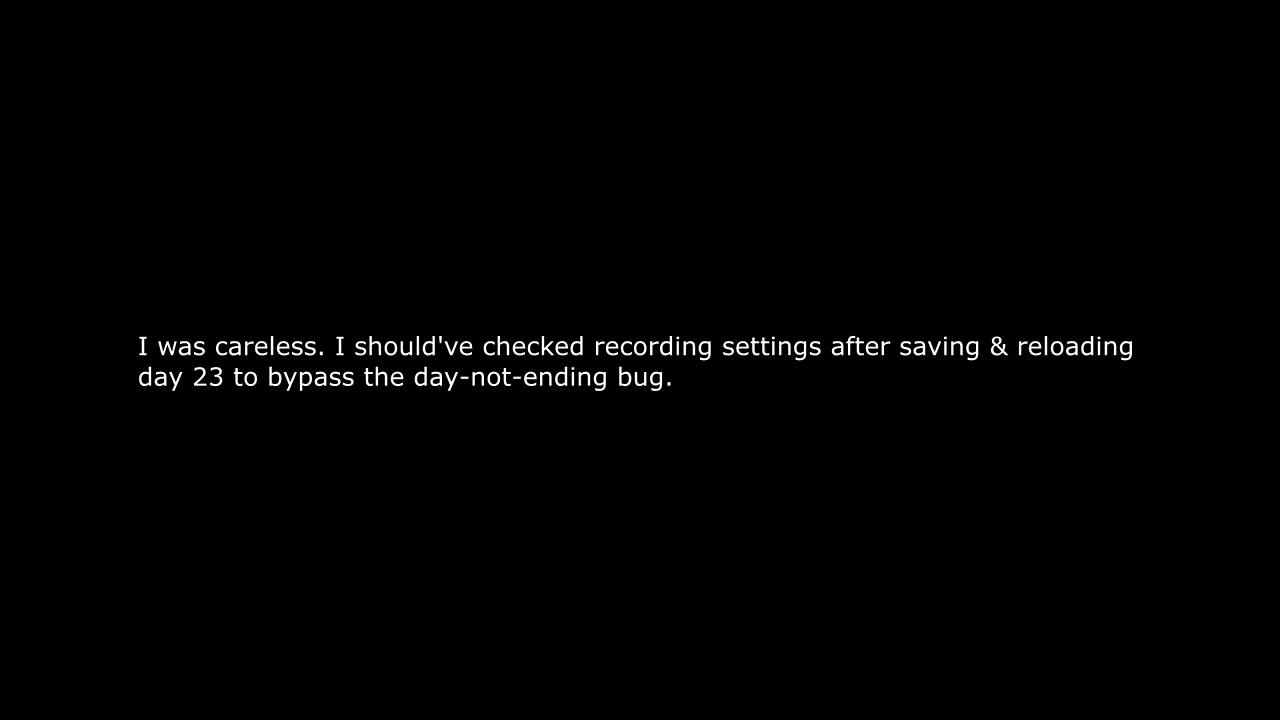 I was careless. I should've checked recording settings after saving & reloading
day 23 to bypass the day-not-ending bug.